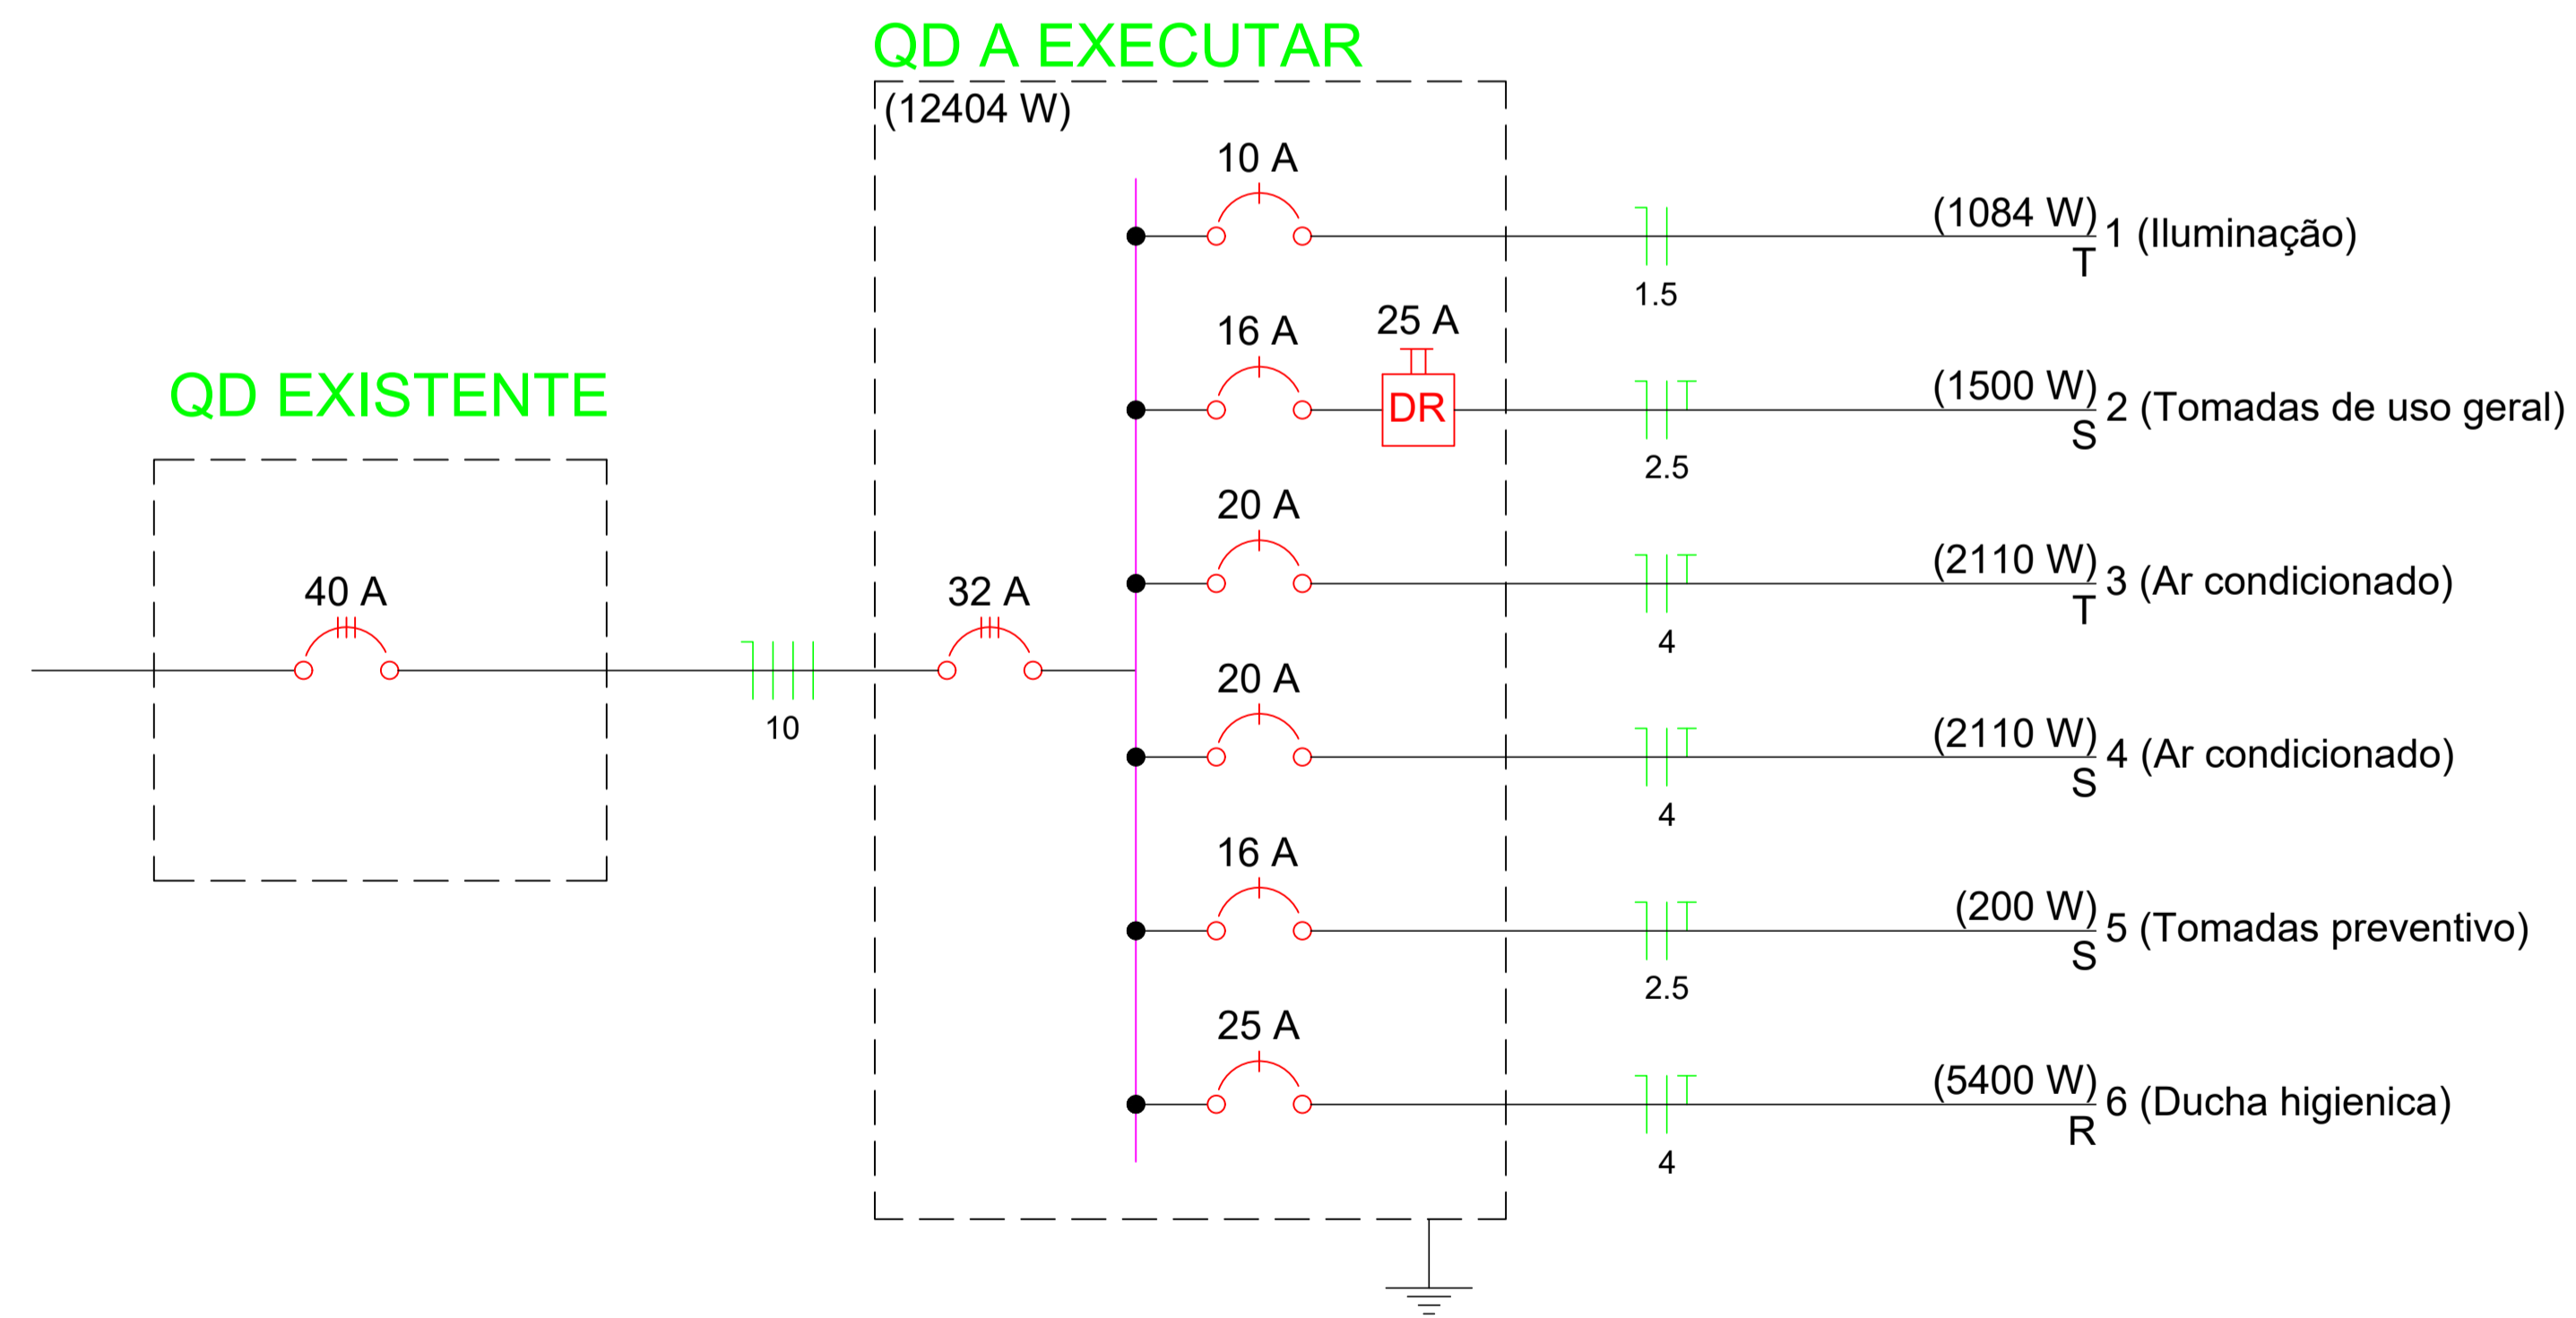 QD A EXECUTAR
(12404 W)
10 A
(1084 W)
1 (Iluminação)
T
1.5
16 A
25 A
DR
(1500 W)
2 (Tomadas de uso geral)
S
2.5
20 A
(2110 W)
3 (Ar condicionado)
T
4
QD EXISTENTE
40 A
10
32 A
20 A
(2110 W)
4 (Ar condicionado)
S
4
16 A
(200 W)
5 (Tomadas preventivo)
S
2.5
25 A
(5400 W)
6 (Ducha higienica)
R
4